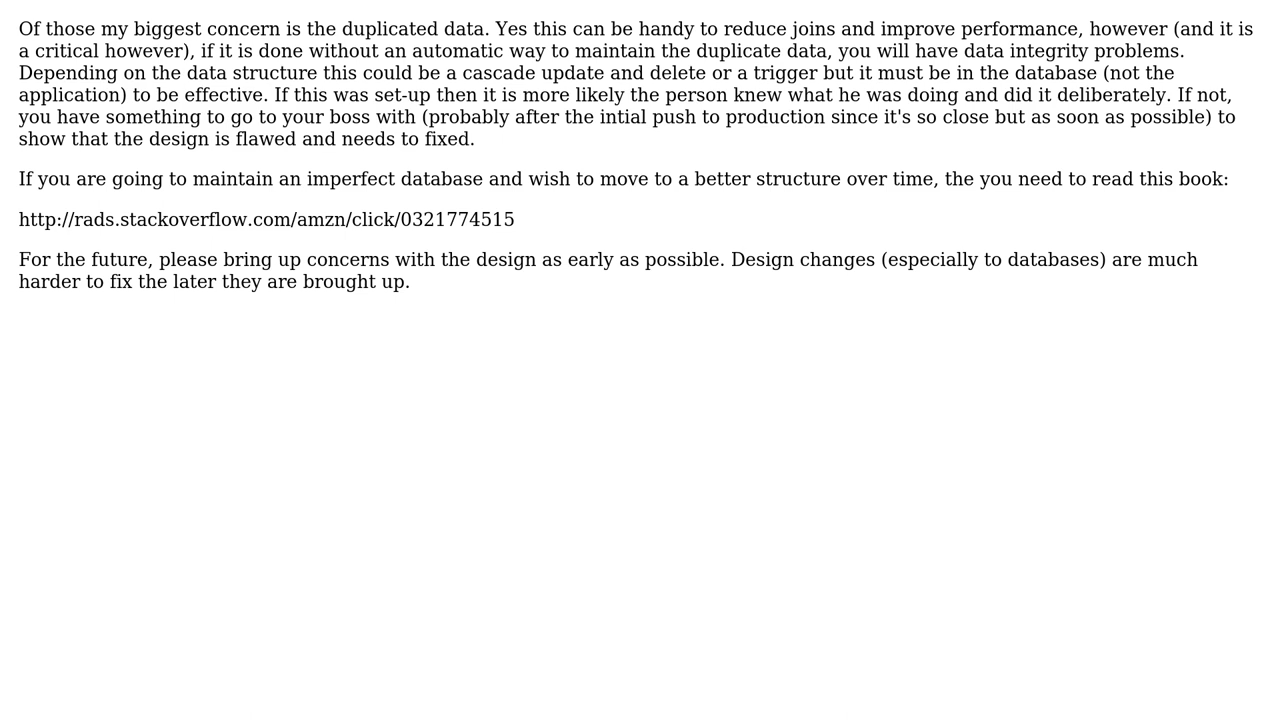 Of those my biggest concern is the duplicated data. Yes this can be handy to reduce joins and improve performance, however (and it is
a critical however), if it is done without an automatic way to maintain the duplicate data, you will have data integrity problems.
Depending on the data structure this could be a cascade update and delete or a trigger but it must be in the database (not the
application) to be effective. If this was set-up then it is more likely the person knew what he was doing and did it deliberately. If not,
you have something to go to your boss with (probably after the intial push to production since it's so close but as soon as possible) to
show that the design is flawed and needs to fixed.
If you are going to maintain an imperfect database and wish to move to a better structure over time, the you need to read this book:
http://rads.stackoverflow.com/amzn/click/0321774515
For the future, please bring up concerns with the design as early as possible. Design changes (especially to databases) are much
harder to fix the later they are brought up.